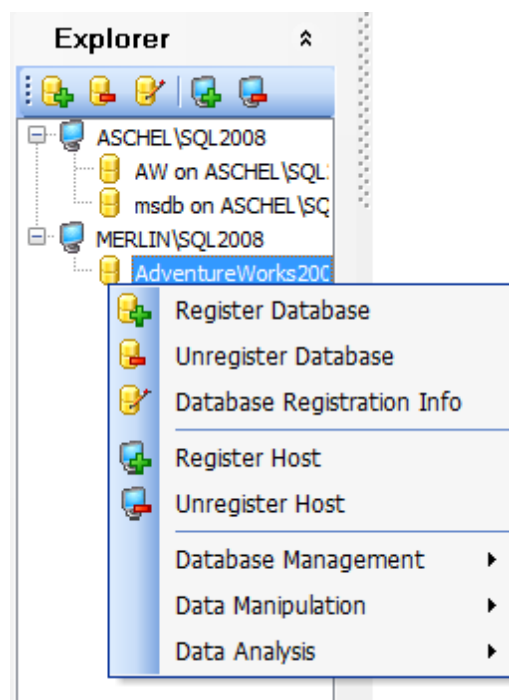 Explorer
ASCHEL\SQL2008
AW on ASCHEL\SQL
msdb on ASCHEL\SQ
MERLIN\SQL2008
AdventureWorks200
Register Database
Unregister Database
Database Registration Info
Register Host
Unregister Host
Database Management
Data Manipulation
Data Analysis